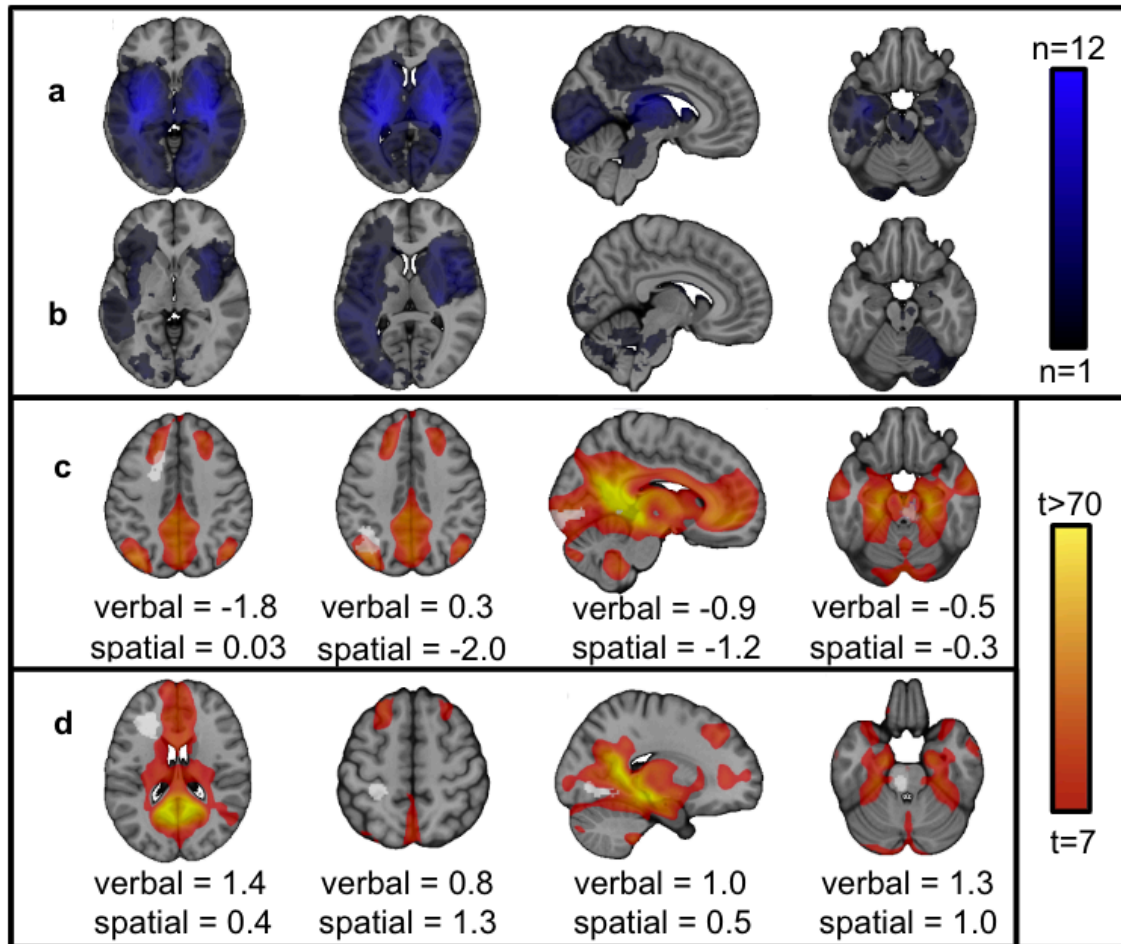 a
n=12
b
n=1
c
t>70
verbal = -1.8
spatial = 0.03
verbal = 0.3
spatial = -2.0
verbal = -0.9
spatial = -1.2
verbal = -0.5
spatial = -0.3
d
t=7
verbal = 1.4
spatial = 0.4
verbal = 0.8
spatial = 1.3
verbal = 1.0
spatial = 0.5
verbal = 1.3
spatial = 1.0